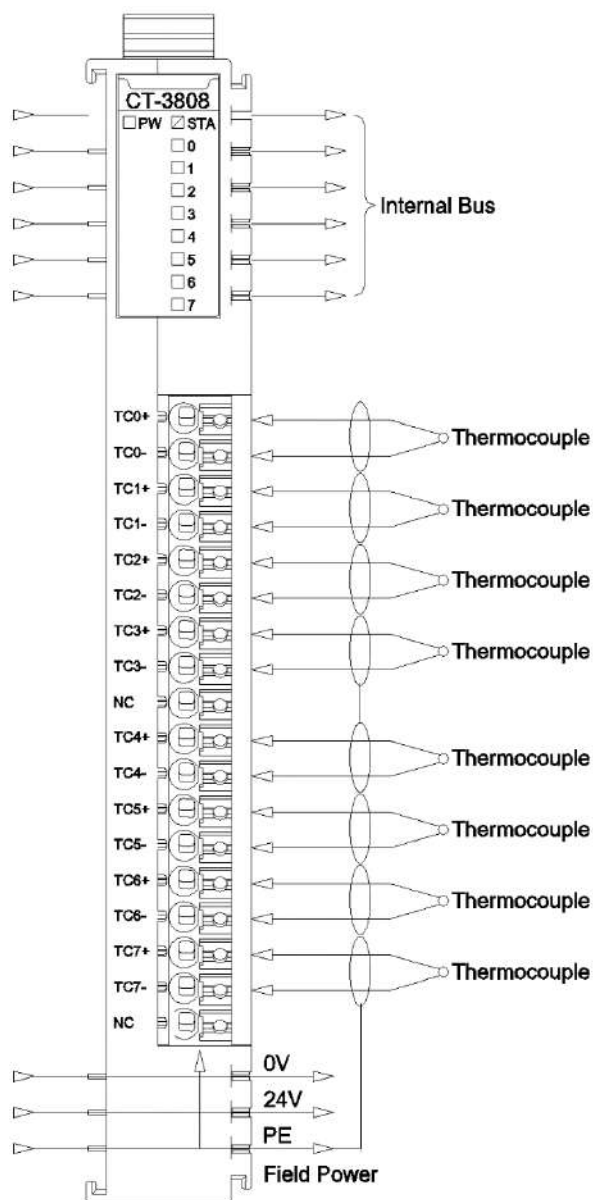 CT-3808
PW STA
0
1
2
3
4
5
6
7
Internal Bus
TC0+
Thermocouple
TC0-
TC1+
Thermocouple
TC1-
TC2+
Thermocouple
TC2-
TC3+
Thermocouple
TC3-
NC
TC4+
Thermocouple
TC4-
TC5+
Thermocouple
TC5-
TC6+
Thermocouple
TC6-
TC7+
Thermocouple
TC7-
NC
0V
24V
PE
Field Power